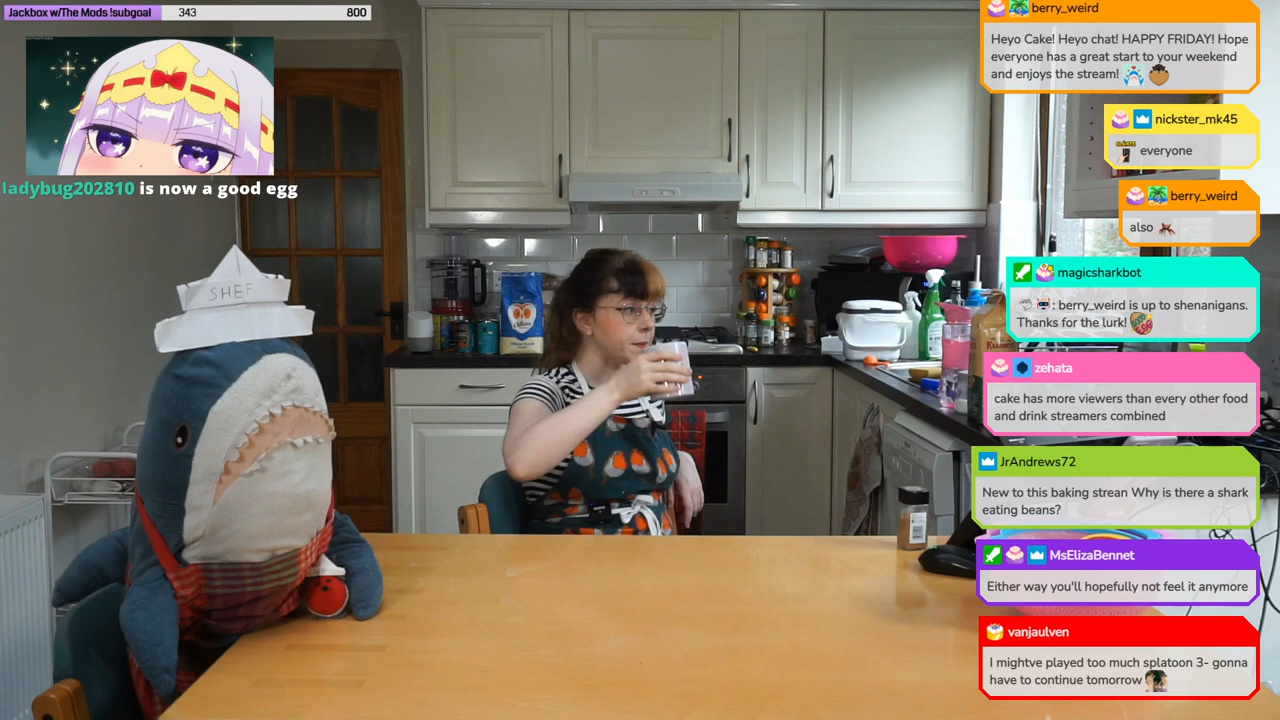 Jackbox w/The Mods !subgoal 343 800
ladybug202810 is now a good egg
SHEF
berry_weird
Heyo Cake! Heyo chat! HAPPY FRIDAY! Hope
everyone has a great start to your weekend
and enjoys the stream!
nickster_mk45
everyone
berry_weird
also
magicsharkbot
: berry_weird is up to shenanigans.
Thanks for the lurk!
zehata
cake has more viewers than every other food
and drink streamers combined
JrAndrews72
New to this baking strean Why is there a shark
eating beans?
MsElizaBennet
Either way you'll hopefully not feel it anymore
vanjaulven
I mightve played too much splatoon 3- gonna
have to continue tomorrow